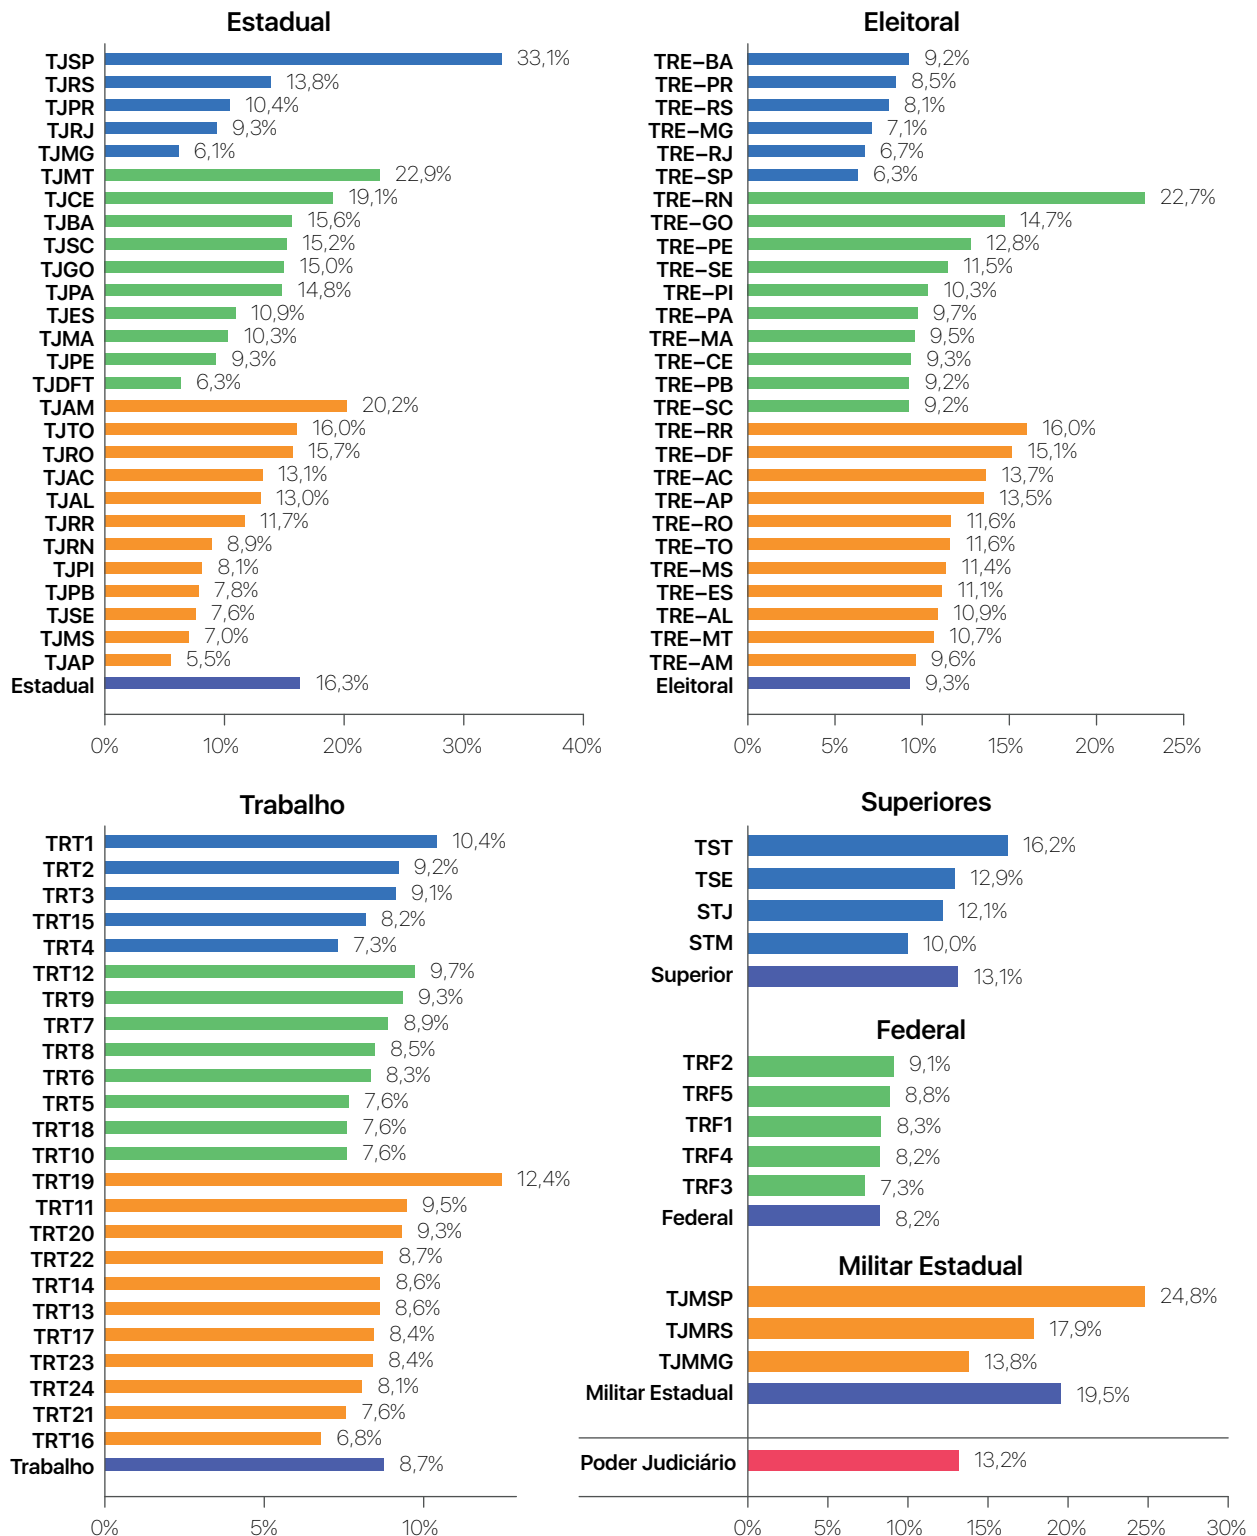 Estadual
TJSP 33,1%
TJRS 13,8%
TJPR 10,4%
TJRJ 9,3%
TJMG 6,1%
TJMT 22,9%
TJCE 19,1%
TJBA 15,6%
TJSC 15,2%
TJGO 15,0%
TJPA 14,8%
TJES 10,9%
TJMA 10,3%
TJPE 9,3%
TJDFT 6,3%
TJAM 20,2%
TJTO 16,0%
TJRO 15,7%
TJAC 13,1%
TJAL 13,0%
TJRR 11,7%
TJRN 8,9%
TJPI 8,1%
TJPB 7,8%
TJSE 7,6%
TJMS 7,0%
TJAP 5,5%
Estadual 16,3%
0% 10% 20% 30% 40%
Eleitoral
TRE–BA 9,2%
TRE–PR 8,5%
TRE–RS 8,1%
TRE–MG 7,1%
TRE–RJ 6,7%
TRE–SP 6,3%
TRE–RN 22,7%
TRE–GO 14,7%
TRE–PE 12,8%
TRE–SE 11,5%
TRE–PI 10,3%
TRE–PA 9,7%
TRE–MA 9,5%
TRE–CE 9,3%
TRE–PB 9,2%
TRE–SC 9,2%
TRE–RR 16,0%
TRE–DF 15,1%
TRE–AC 13,7%
TRE–AP 13,5%
TRE–RO 11,6%
TRE–TO 11,6%
TRE–MS 11,4%
TRE–ES 11,1%
TRE–AL 10,9%
TRE–MT 10,7%
TRE–AM 9,6%
Eleitoral 9,3%
0% 5% 10% 15% 20% 25%
Trabalho
TRT1 10,4%
TRT2 9,2%
TRT3 9,1%
TRT15 8,2%
TRT4 7,3%
TRT12 9,7%
TRT9 9,3%
TRT7 8,9%
TRT8 8,5%
TRT6 8,3%
TRT5 7,6%
TRT18 7,6%
TRT10 7,6%
TRT19 12,4%
TRT11 9,5%
TRT20 9,3%
TRT22 8,7%
TRT14 8,6%
TRT13 8,6%
TRT17 8,4%
TRT23 8,4%
TRT24 8,1%
TRT21 7,6%
TRT16 6,8%
Trabalho 8,7%
0% 5% 10%
Superiores
TST 16,2%
TSE 12,9%
STJ 12,1%
STM 10,0%
Superior 13,1%
Federal
TRF2 9,1%
TRF5 8,8%
TRF1 8,3%
TRF4 8,2%
TRF3 7,3%
Federal 8,2%
Militar Estadual
TJMSP 24,8%
TJMRS 17,9%
TJMMG 13,8%
Militar Estadual 19,5%
Poder Judiciário 13,2%
0% 5% 10% 15% 20% 25% 30%